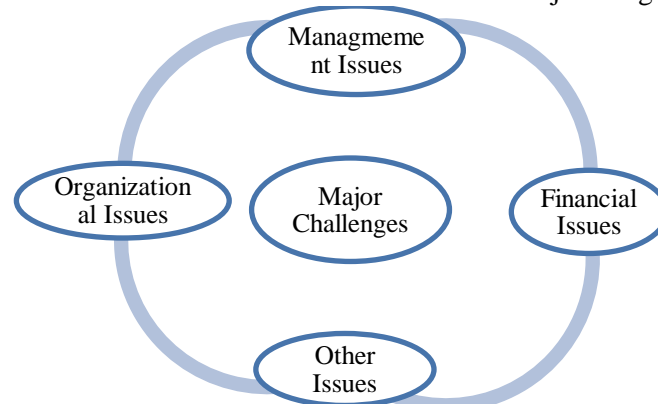 Managmeme
nt Issues
Organization
al Issues
Major
Challenges
Financial
Issues
Other
Issues